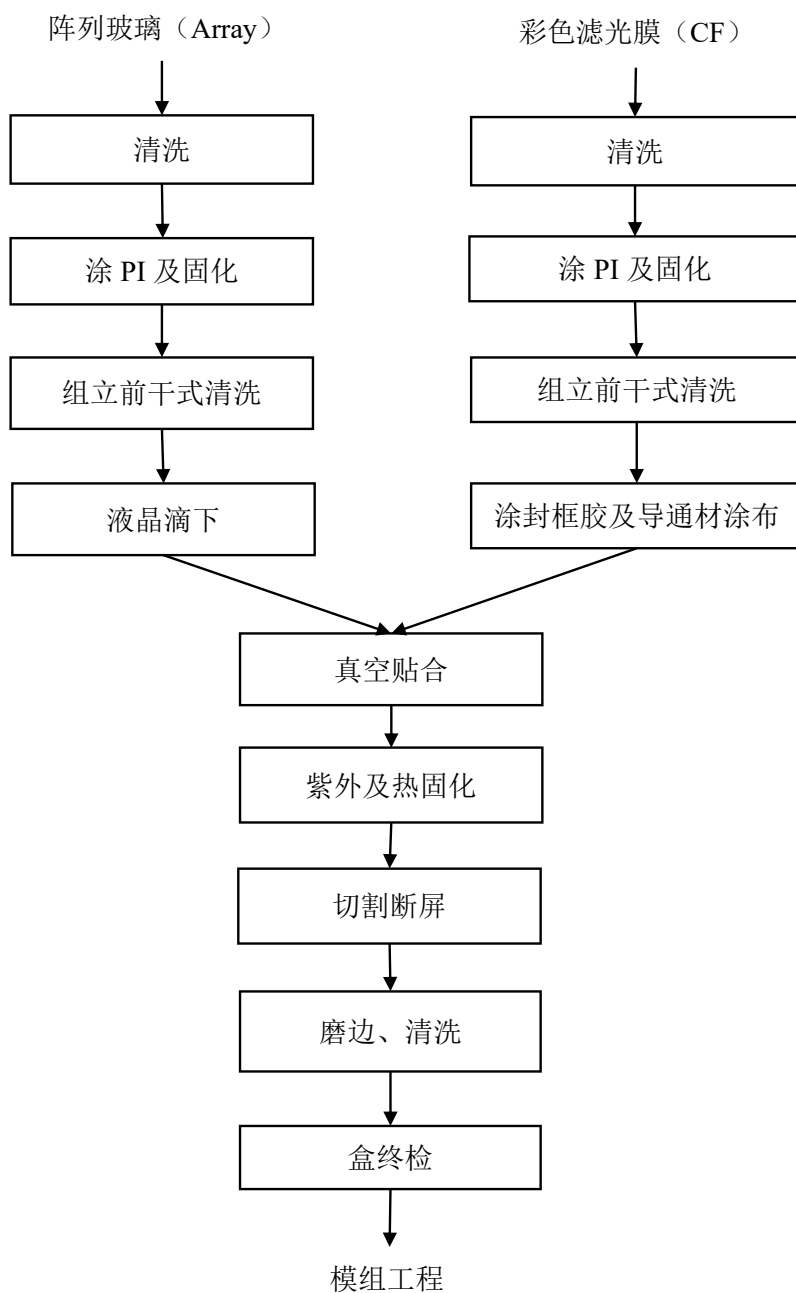 阵列玻璃（Array）
彩色滤光膜（CF）
清洗
清洗
涂 PI 及固化
涂 PI 及固化
组立前干式清洗
组立前干式清洗
液晶滴下
涂封框胶及导通材涂布
真空贴合
紫外及热固化
切割断屏
磨边、清洗
盒终检
模组工程